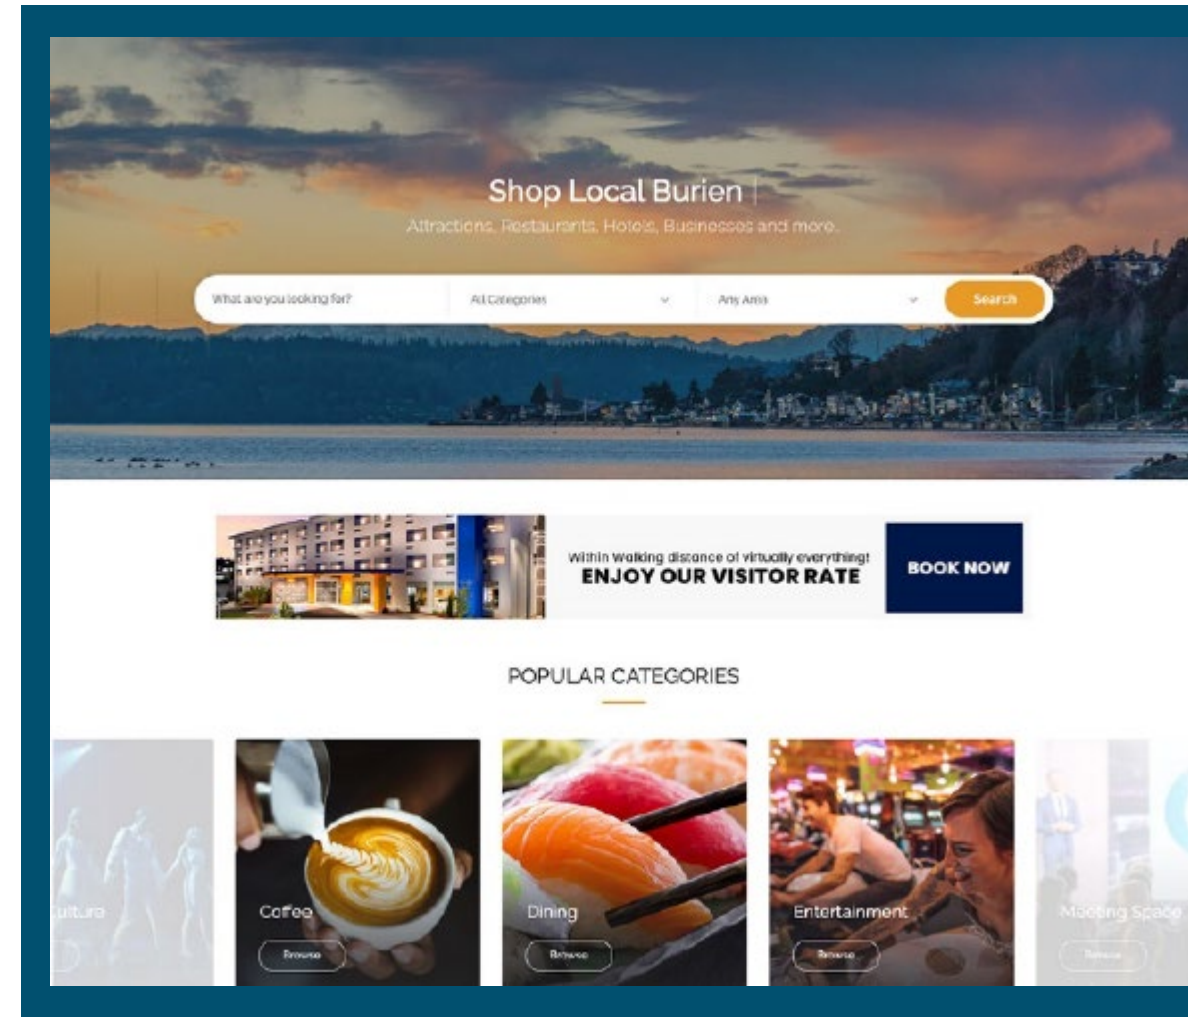 Shop Local Burien
Attractions, Restaurants, Hotels, Businesses and more.
What are you looking for?
All Categories
Any Area
Search
Within Walking distance of virtually everything!
ENJOY OUR VISITOR RATE
BOOK NOW
POPULAR CATEGORIES
ulture
Coffee
Dining
Entertainment
Meeting Space
Browse
Browse
Browse
Browse